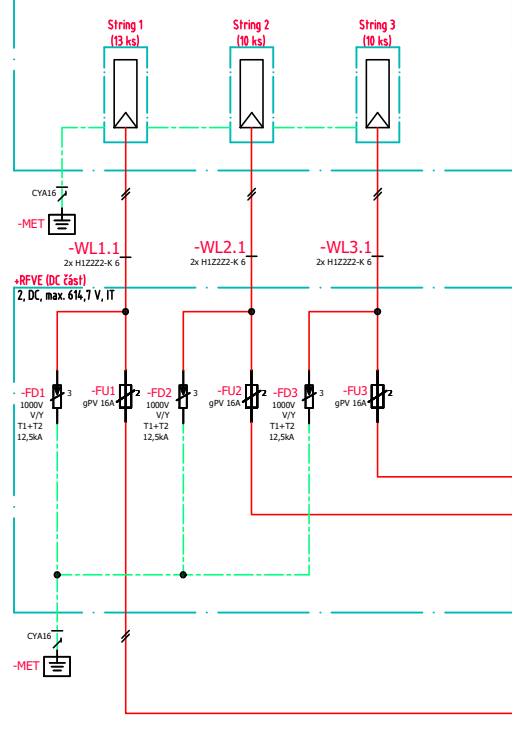 String 1
(13 ks)
String 2
(10 ks)
String 3
(10 ks)
CYA16
-MET
-WL1.1
2x H1Z2Z2-K 6
-WL2.1
2x H1Z2Z2-K 6
-WL3.1
2x H1Z2Z2-K 6
+RFVE (DC část)
2, DC, max. 614,7 V, IT
-FD1
1000V
V/Y
T1+T2
12,5kA
3
-FU1
gPV 16A
2
-FD2
1000V
V/Y
T1+T2
12,5kA
3
-FU2
gPV 16A
2
-FD3
1000V
V/Y
T1+T2
12,5kA
3
-FU3
gPV 16A
2
CYA16
-MET